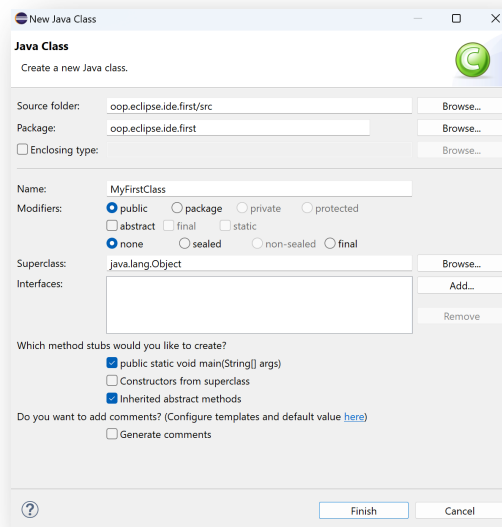 New Java Class
Java Class
Create a new Java class.
C
Source folder: oop.eclipse.ide.first/src Browse...
Package: oop.eclipse.ide.first Browse...
Enclosing type: Browse...
Name: MyFirstClass
Modifiers: public package private protected
abstract final static
none sealed non-sealed final
Superclass: java.lang.Object Browse...
Interfaces: Add...
Remove
Which method stubs would you like to create?
public static void main(String[] args)
Constructors from superclass
Inherited abstract methods
Do you want to add comments? (Configure templates and default value here)
Generate comments
? Finish Cancel